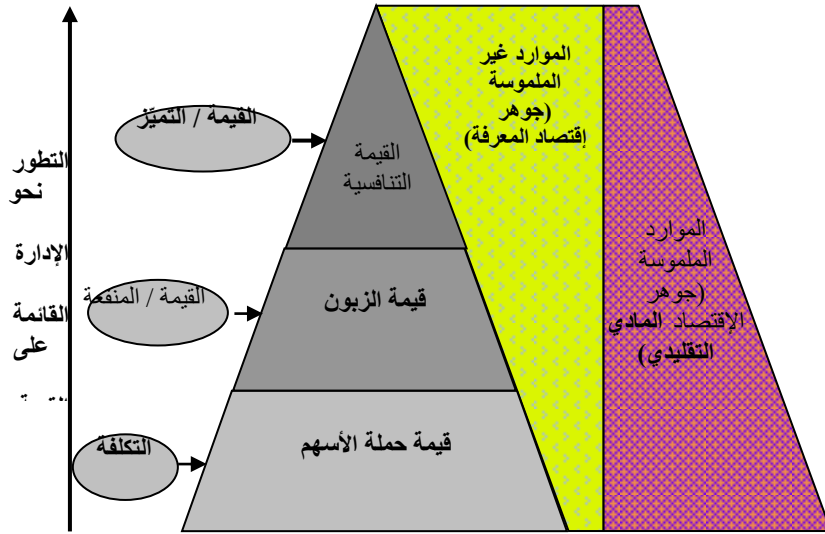 الموارد غير
الملموسة
(جوهر
إقتصاد المعرفة)
القيمة / التميّز
القيمة
التنافسية
التطور
نحو
الإدارة
القائمة
على
الموارد
الملموسة
(جوهر
الإقتصاد المادي
التقليدي)
القيمة / المنفعة
قيمة الزبون
التكلفة
قيمة حملة الأسهم